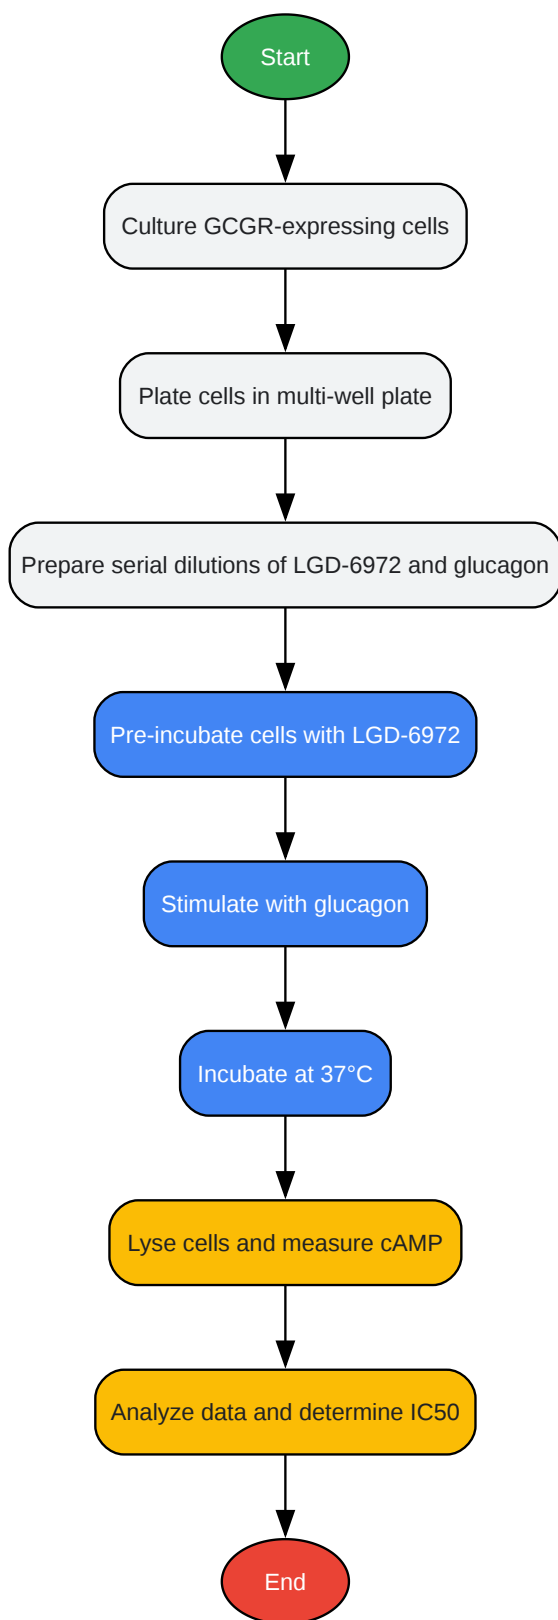 Start
Culture GCGR-expressing cells
Plate cells in multi-well plate
Prepare serial dilutions of LGD-6972 and glucagon
Pre-incubate cells with LGD-6972
Stimulate with glucagon
Incubate at 37°C
Lyse cells and measure cAMP
Analyze data and determine IC50
End